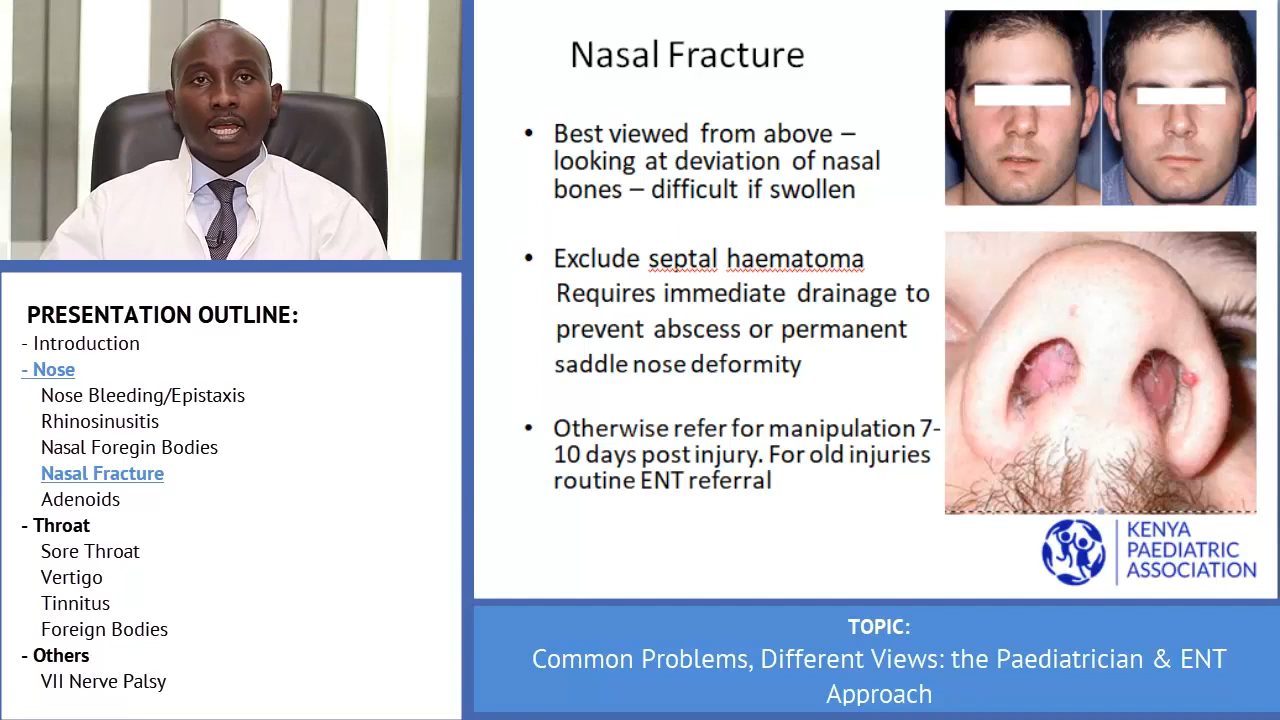 PRESENTATION OUTLINE:
- Introduction
- Nose
Nose Bleeding/Epistaxis
Rhinosinusitis
Nasal Foregin Bodies
Nasal Fracture
Adenoids
- Throat
Sore Throat
Vertigo
Tinnitus
Foreign Bodies
- Others
VII Nerve Palsy
Nasal Fracture
• Best viewed from above –
looking at deviation of nasal
bones – difficult if swollen
• Exclude septal haematoma
Requires immediate drainage to
prevent abscess or permanent
saddle nose deformity
• Otherwise refer for manipulation 7-
10 days post injury. For old injuries
routine ENT referral
KENYA
PAEDIATRIC
ASSOCIATION
TOPIC:
Common Problems, Different Views: the Paediatrician & ENT
Approach